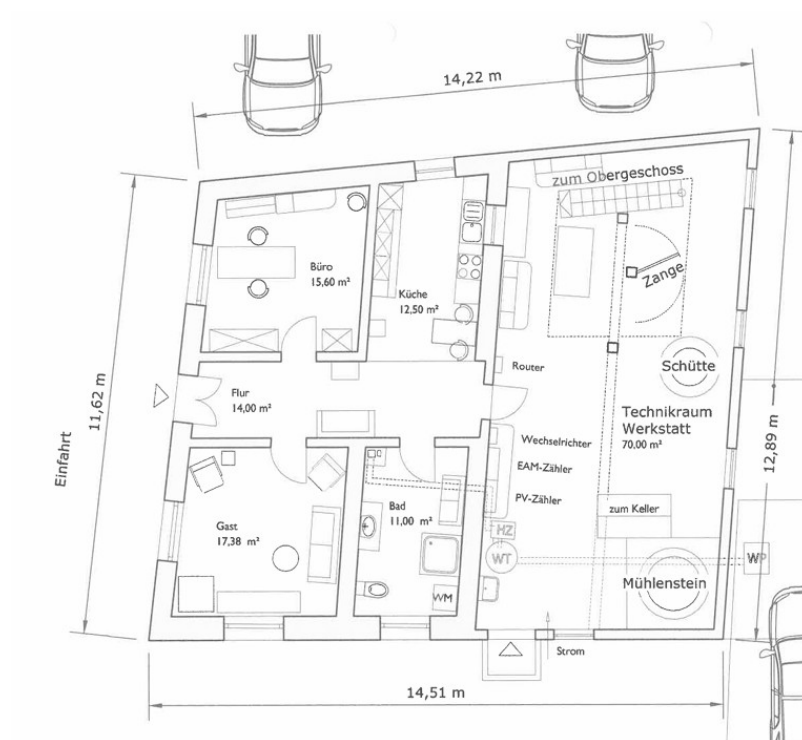 14,22 m
zum Obergeschoss
Zange
Büro
15,60 m²
Küche
12,50 m²
Schütte
Router
Flur
14,00 m²
Technikraum
Werkstatt
70,00 m²
11,62 m
12,89 m
Einfahrt
Wechselrichter
EAM-Zähler
PV-Zähler
zum Keller
Gast
17,38 m²
Bad
11,00 m²
HZ
WT
WP
Mühlenstein
WM
Strom
14,51 m